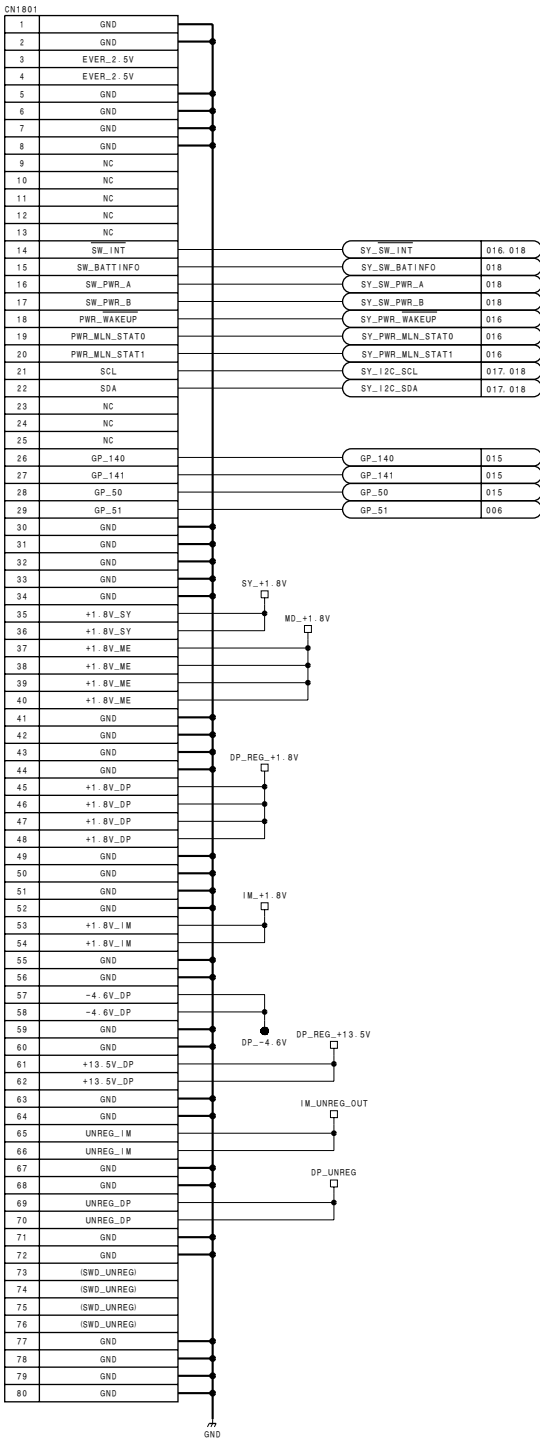 CN1801
1 GND
2 GND
3 EVER_2.5V
4 EVER_2.5V
5 GND
6 GND
7 GND
8 GND
9 NC
10 NC
11 NC
12 NC
13 NC
14 SW_INT SY_SW_INT 016.018
15 SW_BATTINFO SY_SW_BATINFO 018
16 SW_PWR_A SY_SW_PWR_A 018
17 SW_PWR_B SY_SW_PWR_B 018
18 PWR_WAKEUP SY_PWR_WAKEUP 016
19 PWR_MLN_STAT0 SY_PWR_MLN_STAT0 016
20 PWR_MLN_STAT1 SY_PWR_MLN_STAT1 016
21 SCL SY_I2C_SCL 017.018
22 SDA SY_I2C_SDA 017.018
23 NC
24 NC
25 NC
26 GP_140 GP_140 015
27 GP_141 GP_141 015
28 GP_50 GP_50 015
29 GP_51 GP_51 006
30 GND
31 GND
32 GND
33 GND
SY_+1.8V
34 GND
35 +1.8V_SY
MD_+1.8V
36 +1.8V_SY
37 +1.8V_ME
38 +1.8V_ME
39 +1.8V_ME
40 +1.8V_ME
41 GND
42 GND
43 GND
DP_REG_+1.8V
44 GND
45 +1.8V_DP
46 +1.8V_DP
47 +1.8V_DP
48 +1.8V_DP
49 GND
50 GND
51 GND
IM_+1.8V
52 GND
53 +1.8V_IM
54 +1.8V_IM
55 GND
56 GND
57 -4.6V_DP
58 -4.6V_DP
59 GND
DP_-4.6V DP_REG_+13.5V
60 GND
61 +13.5V_DP
62 +13.5V_DP
63 GND
IM_UNREG_OUT
64 GND
65 UNREG_IM
66 UNREG_IM
67 GND
DP_UNREG
68 GND
69 UNREG_DP
70 UNREG_DP
71 GND
72 GND
73 (SWD_UNREG)
74 (SWD_UNREG)
75 (SWD_UNREG)
76 (SWD_UNREG)
77 GND
78 GND
79 GND
80 GND
GND